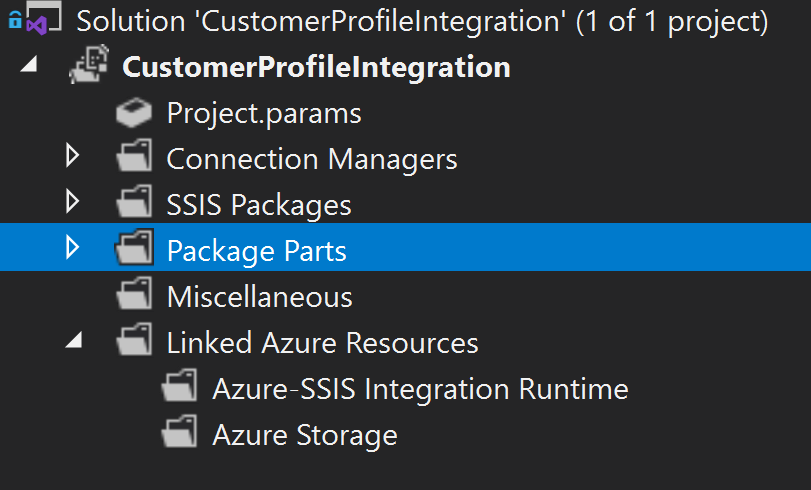 Solution 'CustomerProfileIntegration' (1 of 1 project)
CustomerProfileIntegration
Project.params
Connection Managers
SSIS Packages
Package Parts
Miscellaneous
Linked Azure Resources
Azure-SSIS Integration Runtime
Azure Storage